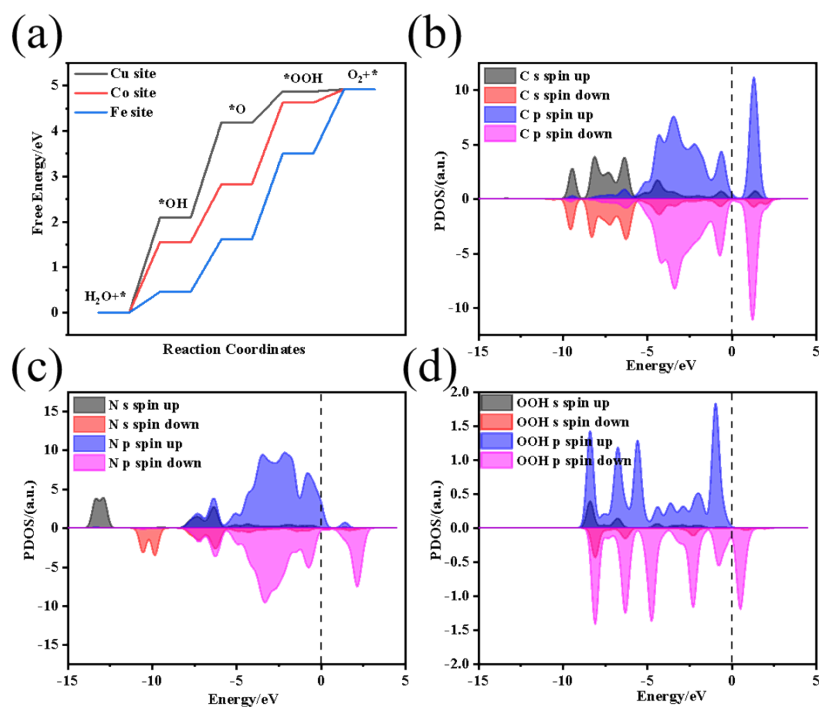 (a)
Cu site
Co site
Fe site
H₂O+*
*OH
*O
*OOH
O₂+*
5
4
3
2
1
0
Free Energy/eV
Reaction Coordinates
(b)
C s spin up
C s spin down
C p spin up
C p spin down
10
5
0
-5
-10
PDOS/(a.u.)
-15 -10 -5 0 5
Energy/eV
(c)
N s spin up
N s spin down
N p spin up
N p spin down
15
10
5
0
-5
-10
-15
PDOS/(a.u.)
-15 -10 -5 0 5
Energy/eV
(d)
OOH s spin up
OOH s spin down
OOH p spin up
OOH p spin down
2.0
1.5
1.0
0.5
0.0
-0.5
-1.0
-1.5
2.0
PDOS/(a.u.)
-15 -10 -5 0 5
Energy/eV